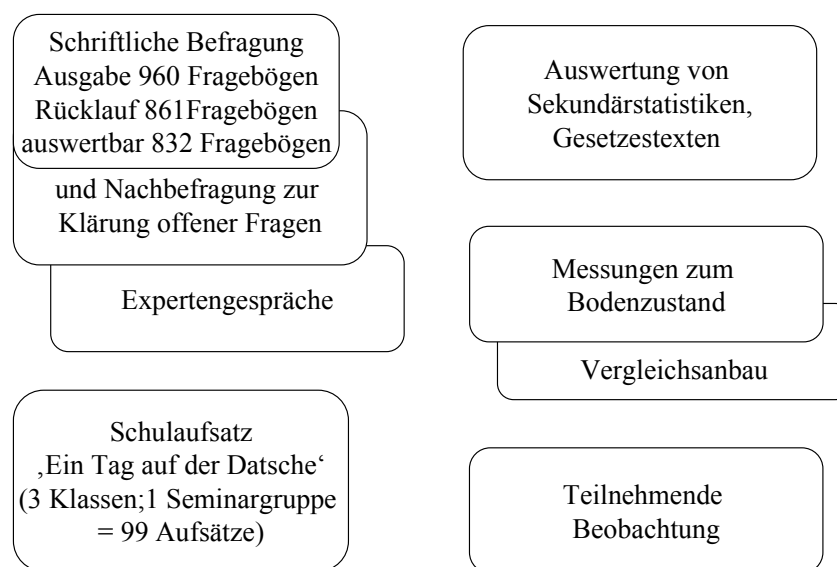 Schriftliche Befragung
Ausgabe 960 Fragebögen
Rücklauf 861Fragebögen
auswertbar 832 Fragebögen
und Nachbefragung zur
Klärung offener Fragen
Expertengespräche
Schulaufsatz
‚Ein Tag auf der Datsche‘
(3 Klassen;1 Seminargruppe
= 99 Aufsätze)
Auswertung von
Sekundärstatistiken,
Gesetzestexten
Messungen zum
Bodenzustand
Vergleichsanbau
Teilnehmende
Beobachtung